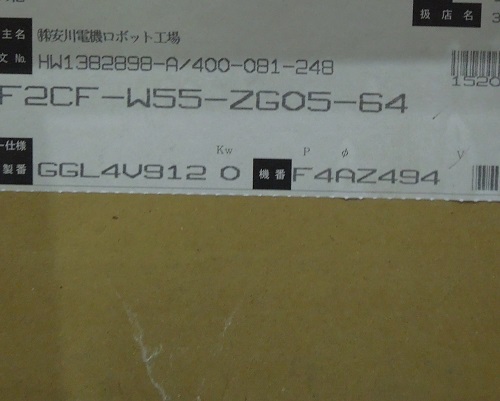 扱店名
主名 ㈱安川電機ロボット工場
文No. HW1382898-A/400-081-248
1520
F2CF-W55-ZG05-64
ー仕様 Kw P φ y
製番 GGL4V912 0 機番 F4AZ494